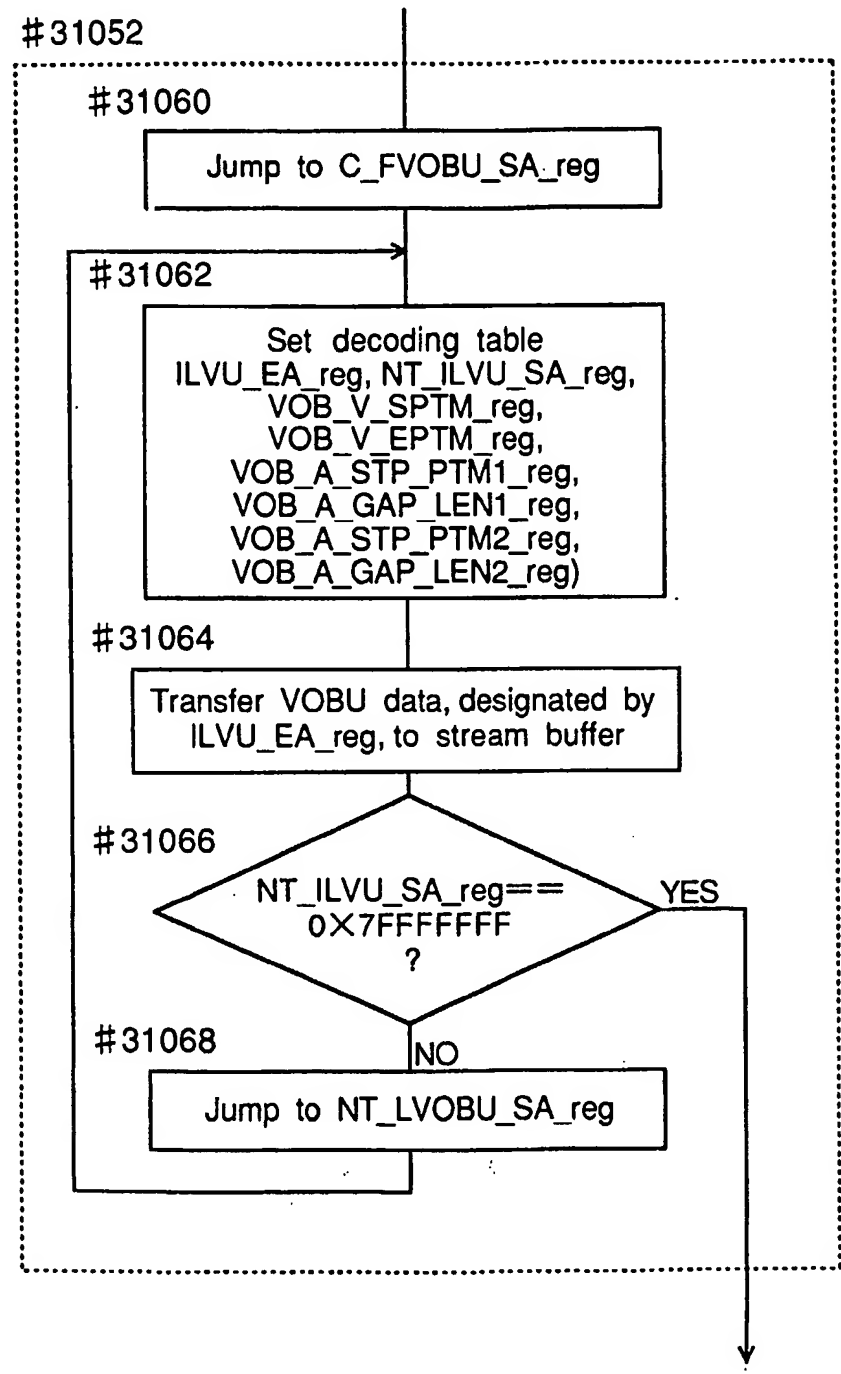 #31052
#31060
Jump to C_FVOBU_SA_reg
#31062
Set decoding table
ILVU_EA_reg, NT_ILVU_SA_reg,
VOB_V_SPTM_reg,
VOB_V_EPTM_reg,
VOB_A_STP_PTM1_reg,
VOB_A_GAP_LEN1_reg,
VOB_A_STP_PTM2_reg,
VOB_A_GAP_LEN2_reg)
#31064
Transfer VOBU data, designated by
ILVU_EA_reg, to stream buffer
#31066
NT_ILVU_SA_reg==
0X7FFFFFFF
?
YES
#31068
NO
Jump to NT_LVOBU_SA_reg